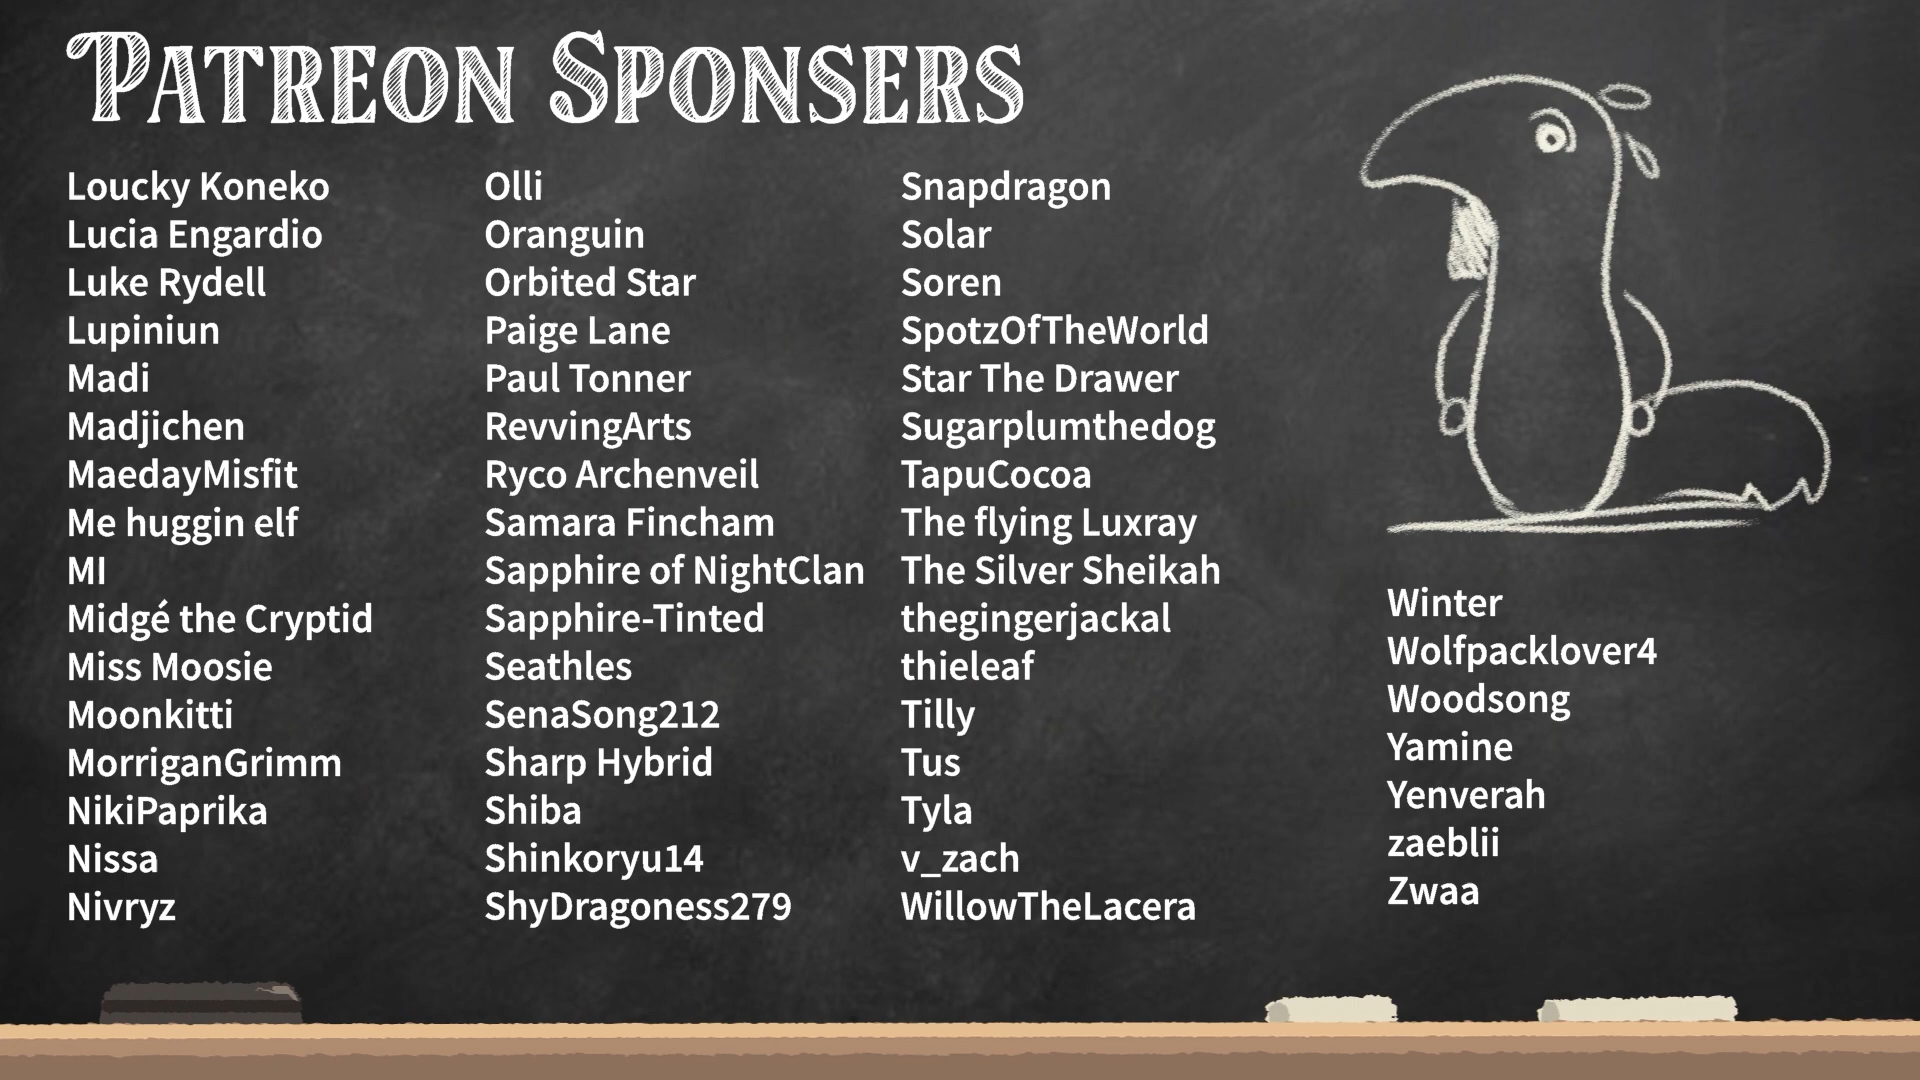 Patreon Sponsers
Loucky Koneko
Lucia Engardio
Luke Rydell
Lupiniun
Madi
Madjichen
MaedayMisfit
Me huggin elf
MI
Midgé the Cryptid
Miss Moosie
Moonkitti
MorriganGrimm
NikiPaprika
Nissa
Nivryz
Olli
Oranguin
Orbited Star
Paige Lane
Paul Tonner
RevvingArts
Ryco Archenveil
Samara Fincham
Sapphire of NightClan
Sapphire-Tinted
Seathles
SenaSong212
Sharp Hybrid
Shiba
Shinkoryu14
ShyDragoness279
Snapdragon
Solar
Soren
SpotzOfTheWorld
Star The Drawer
Sugarplumthedog
TapuCocoa
The flying Luxray
The Silver Sheikah
thegingerjackal
thieleaf
Tilly
Tus
Tyla
v_zach
WillowTheLacera
Winter
Wolfpacklover4
Woodsong
Yamine
Yenverah
zaeblii
Zwaa